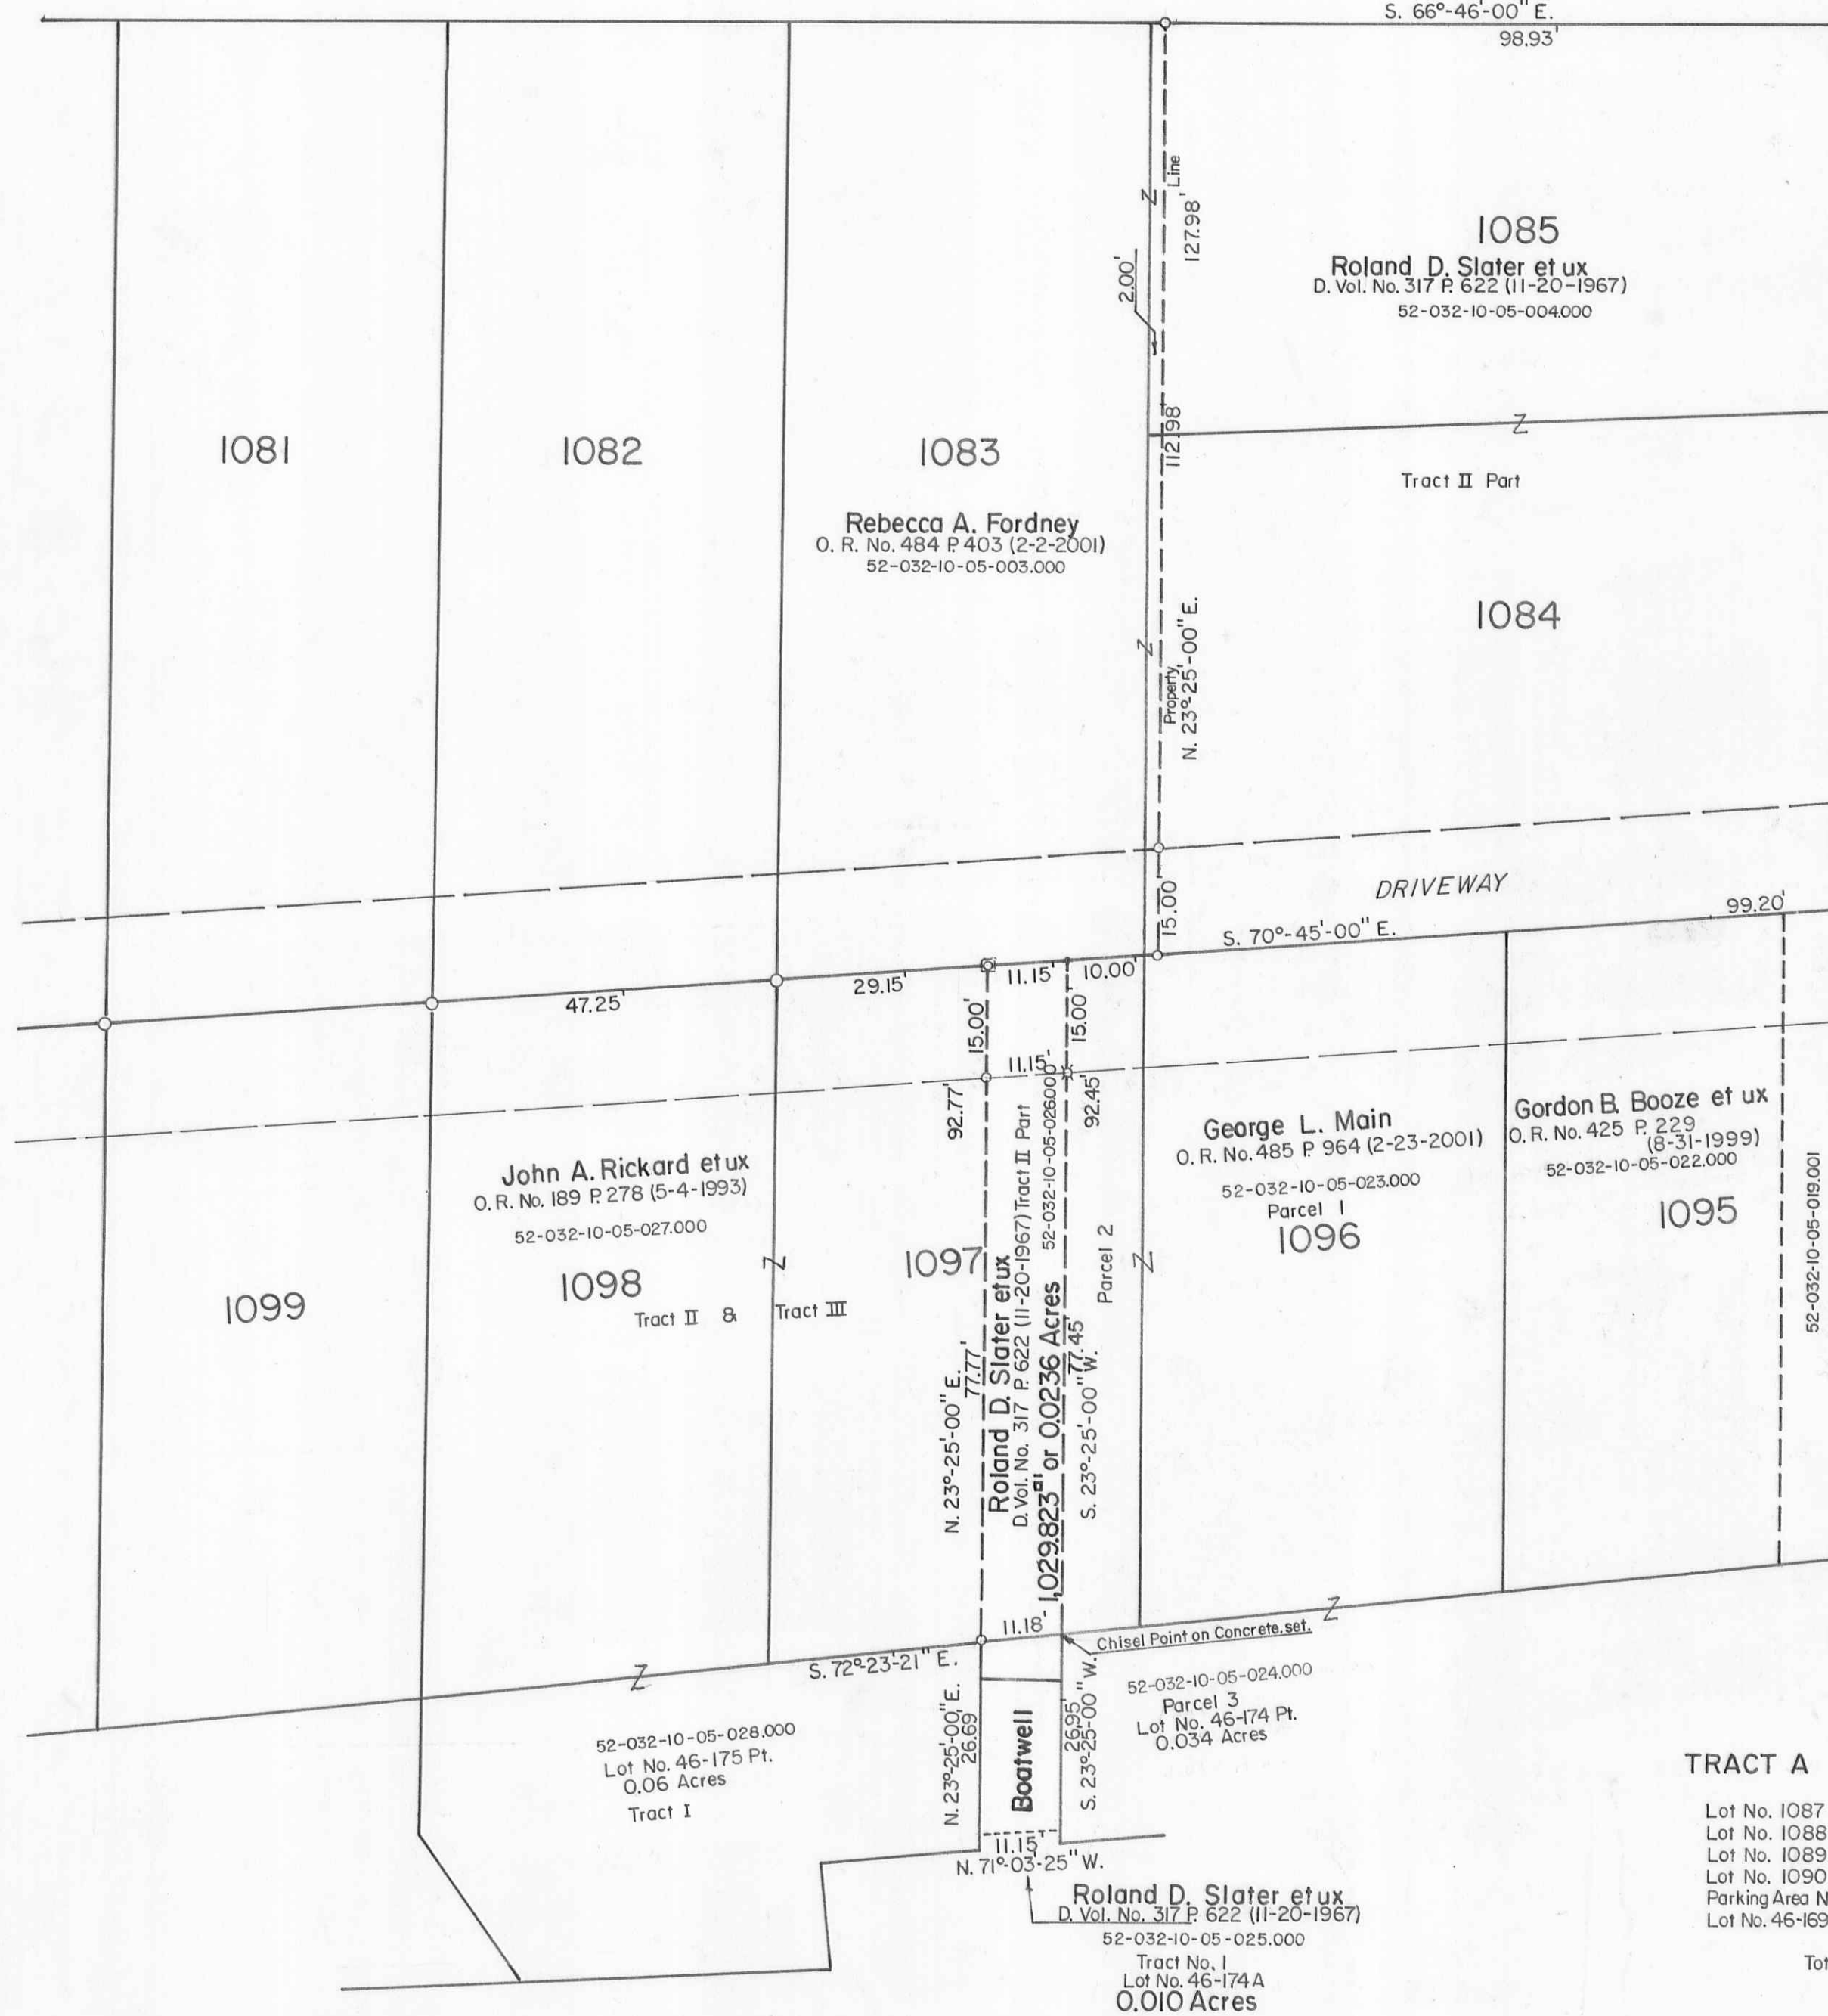 S. 66°-46'-00" E.
98.93'
Line
127.98'
2.00'
1085
Roland D. Slater et ux
D. Vol. No. 317 P. 622 (11-20-1967)
52-032-10-05-004.000
112.98'
1081
1082
1083
Tract II Part
Rebecca A. Fordney
O. R. No. 484 P. 403 (2-2-2001)
52-032-10-05-003.000
1084
Property
N. 23°-25'-00" E.
DRIVEWAY
15.00'
99.20'
S. 70°-45'-00" E.
47.25'
29.15'
11.15'
10.00'
15.00'
15.00'
11.15'
92.77'
92.45'
John A. Rickard et ux
O. R. No. 189 P. 278 (5-4-1993)
52-032-10-05-027.000
George L. Main
O. R. No. 485 P. 964 (2-23-2001)
52-032-10-05-023.000
Parcel 1
1096
Gordon B. Booze et ux
O. R. No. 425 P. 229
(8-31-1999)
52-032-10-05-022.000
1095
52-032-10-05-019.001
1099
1098
Tract II & Tract III
1097
Roland D. Slater et ux
D. Vol. No. 317 P. 622 (11-20-1967) Tract II Part
52-032-10-05-026.000
1,029.823□' or 0.0236 Acres
Parcel 2
N. 23°-25'-00" E.
77.77'
77.45'
S. 23°-25'-00" W.
11.18'
Chisel Point on Concrete set.
S. 72°-23'-21" E.
52-032-10-05-028.000
Lot No. 46-175 Pt.
0.06 Acres
Tract I
N. 23°-25'-00" E.
26.69'
Boatwell
26.95'
S. 23°-25'-00" W.
52-032-10-05-024.000
Parcel 3
Lot No. 46-174 Pt.
0.034 Acres
11.15'
N. 71°-03'-25" W.
Roland D. Slater et ux
D. Vol. No. 317 P. 622 (11-20-1967)
52-032-10-05-025.000
Tract No. 1
Lot No. 46-174A
0.010 Acres
TRACT A
Lot No. 1087
Lot No. 1088
Lot No. 1089
Lot No. 1090
Parking Area N
Lot No. 46-169
Tot